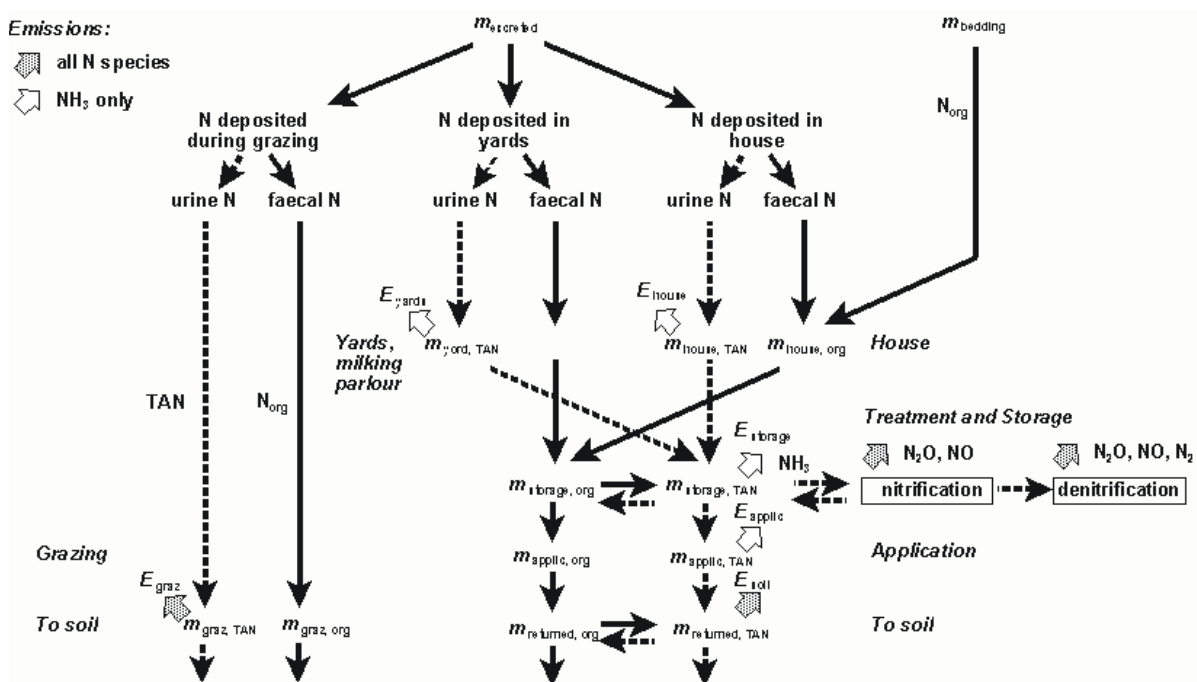 Emissions:
all N species
NH₃ only
m excreted
m bedding
N deposited
during grazing
N deposited in
yards
N deposited in
house
N org
urine N
faecal N
urine N
faecal N
urine N
faecal N
E yards
E house
Yards,
milking
parlour
m yard, TAN
m house, TAN
m house, org
House
TAN
N org
Treatment and Storage
E storage
NH₃
N₂O, NO
N₂O, NO, N₂
m storage, org
m storage, TAN
nitrification
denitrification
E applic
Grazing
m applic, org
m applic, TAN
Application
E graz
E soil
To soil
m graz, TAN
m graz, org
m returned, org
m returned, TAN
To soil